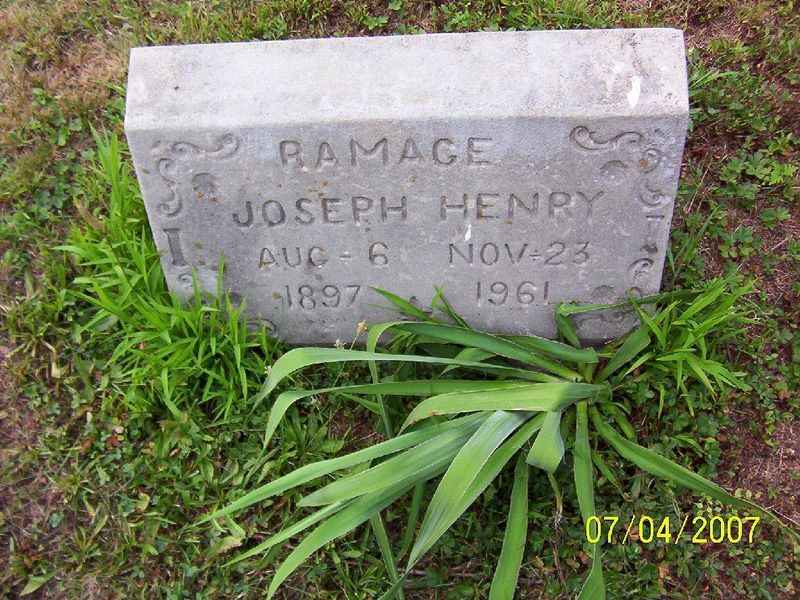 RAMAGE
JOSEPH HENRY
AUG - 6 NOV - 23
1897 1961
07/04/2007